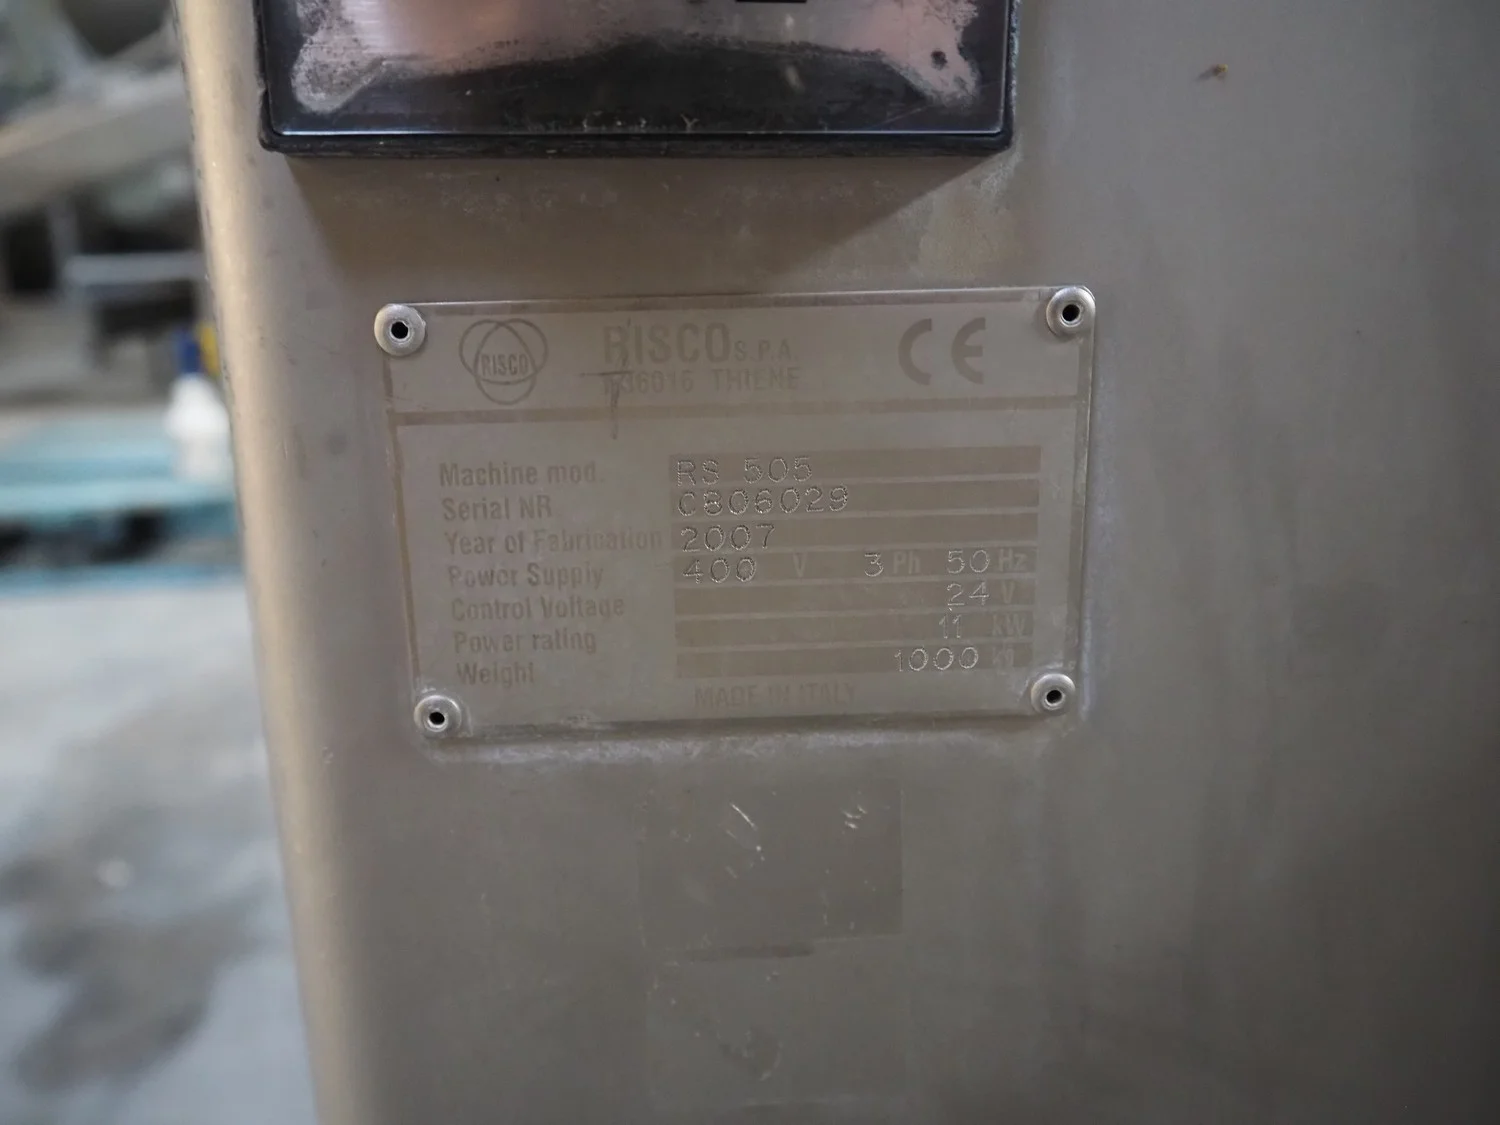 RISCO
RISCO S.P.A.
I-36016 THIENE
CE
Machine mod. RS 505
Serial NR C806029
Year of Fabrication 2007
Power Supply 400 V 3 Ph 50 Hz
Control Voltage 24 V
Power rating 11 kW
Weight 1000 kg
MADE IN ITALY